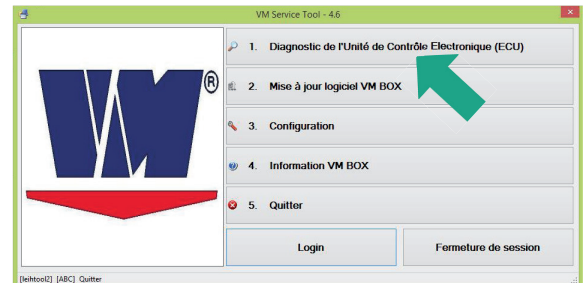 VM Service Tool - 4.6
1. Diagnostic de l'Unité de Contrôle Electronique (ECU)
2. Mise à jour logiciel VM BOX
3. Configuration
4. Information VM BOX
5. Quitter
Login
Fermeture de session
[leihtool2] [ABC] Quitter
VM®